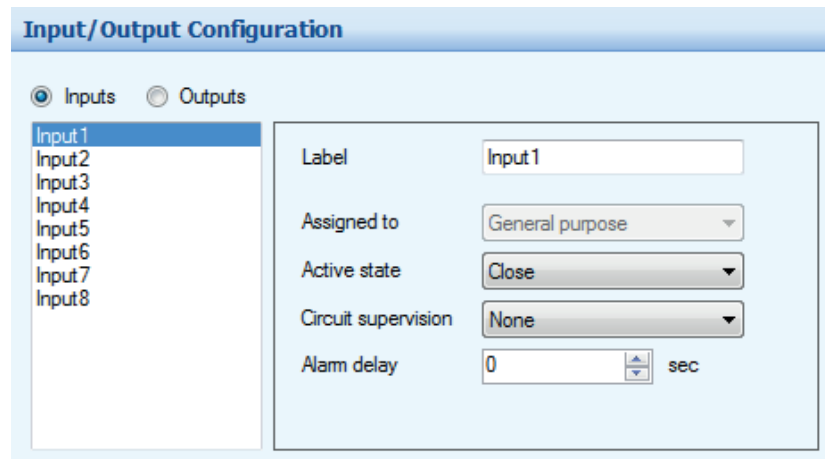 Input/Output Configuration
Inputs Outputs
Input1
Input2
Input3
Input4
Input5
Input6
Input7
Input8
Label Input1
Assigned to General purpose
Active state Close
Circuit supervision None
Alarm delay 0 sec